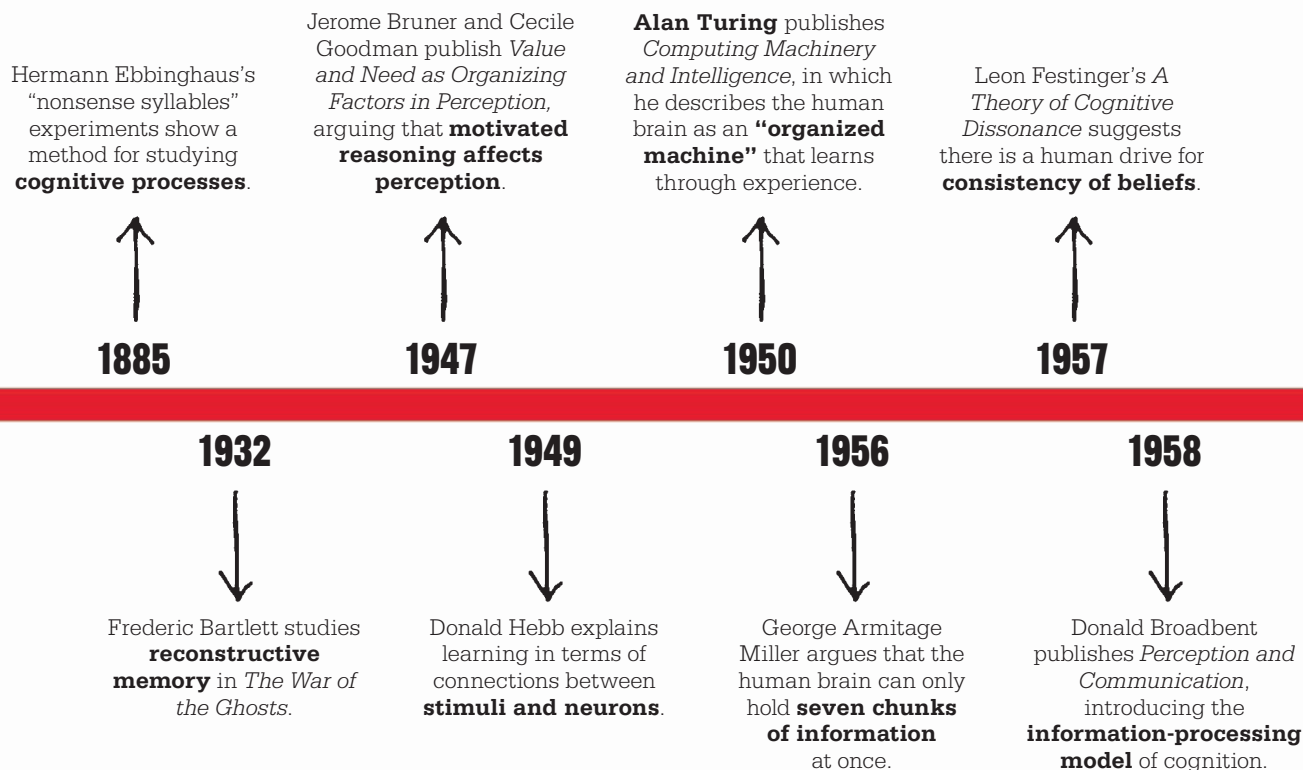 Hermann Ebbinghaus’s
“nonsense syllables”
experiments show a
method for studying
cognitive processes.
1885
Jerome Bruner and Cecile
Goodman publish Value
and Need as Organizing
Factors in Perception,
arguing that motivated
reasoning affects
perception.
1947
Alan Turing publishes
Computing Machinery
and Intelligence, in which
he describes the human
brain as an “organized
machine” that learns
through experience.
1950
Leon Festinger’s A
Theory of Cognitive
Dissonance suggests
there is a human drive for
consistency of beliefs.
1957
1932
Frederic Bartlett studies
reconstructive
memory in The War of
the Ghosts.
1949
Donald Hebb explains
learning in terms of
connections between
stimuli and neurons.
1956
George Armitage
Miller argues that the
human brain can only
hold seven chunks
of information
at once.
1958
Donald Broadbent
publishes Perception and
Communication,
introducing the
information-processing
model of cognition.